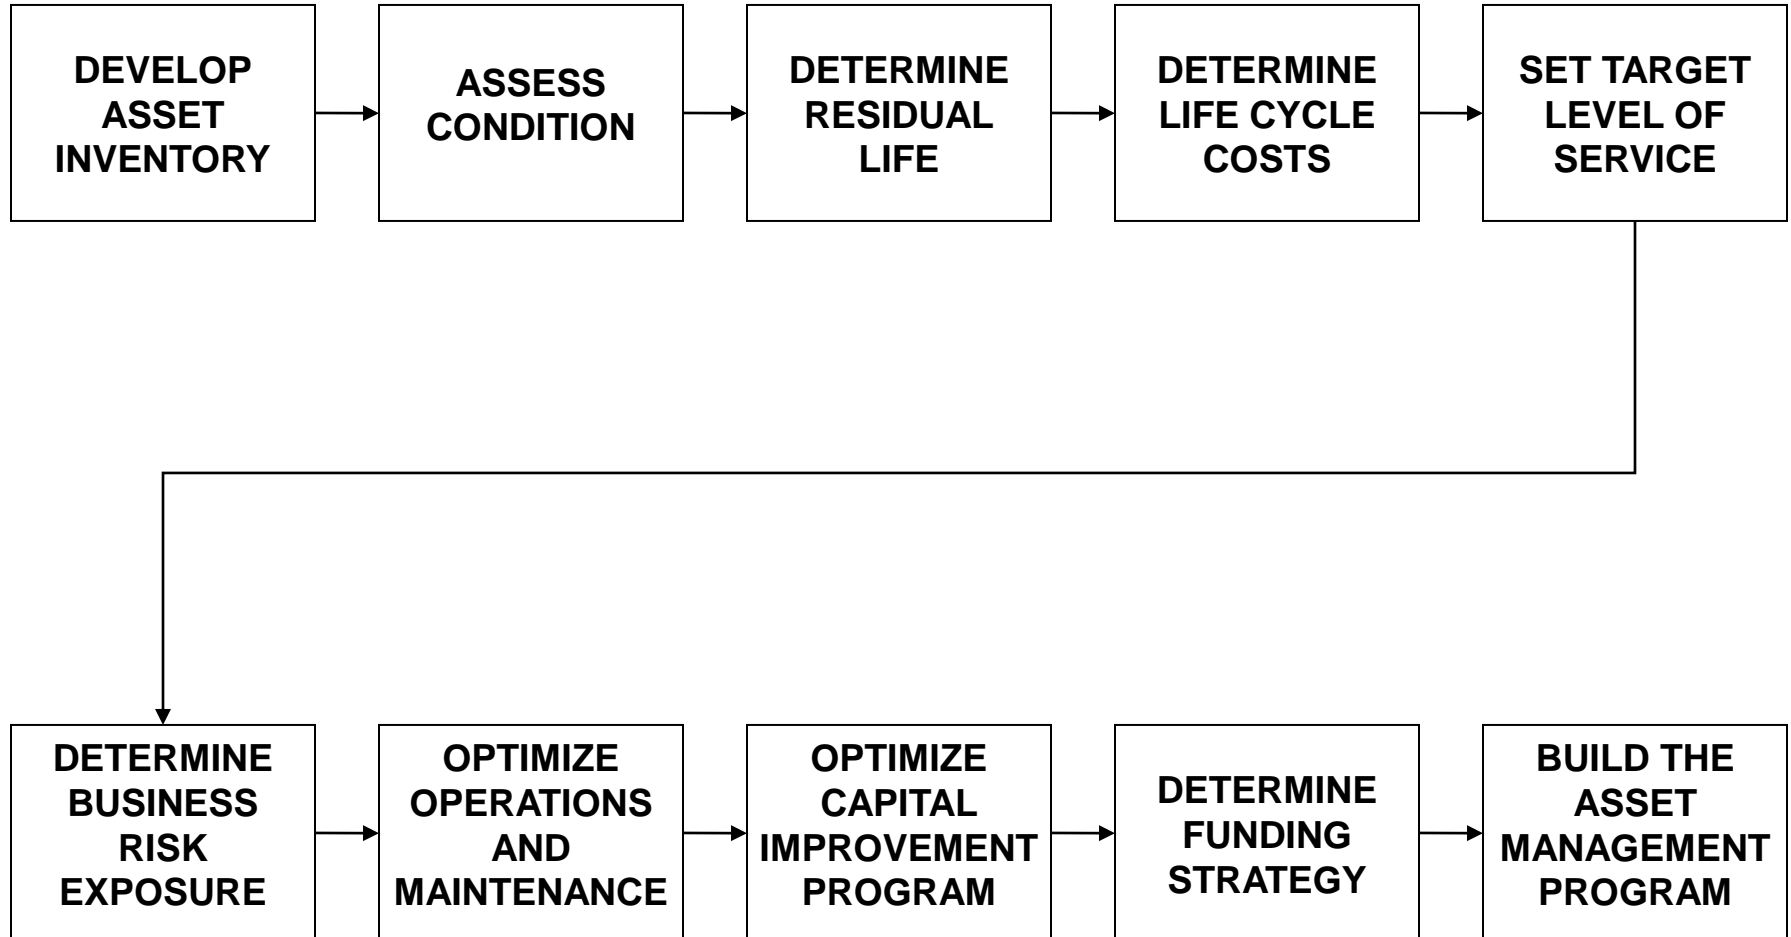 DEVELOP
ASSET
INVENTORY
ASSESS
CONDITION
DETERMINE
RESIDUAL
LIFE
DETERMINE
LIFE CYCLE
COSTS
SET TARGET
LEVEL OF
SERVICE
DETERMINE
BUSINESS
RISK
EXPOSURE
OPTIMIZE
OPERATIONS
AND
MAINTENANCE
OPTIMIZE
CAPITAL
IMPROVEMENT
PROGRAM
DETERMINE
FUNDING
STRATEGY
BUILD THE
ASSET
MANAGEMENT
PROGRAM